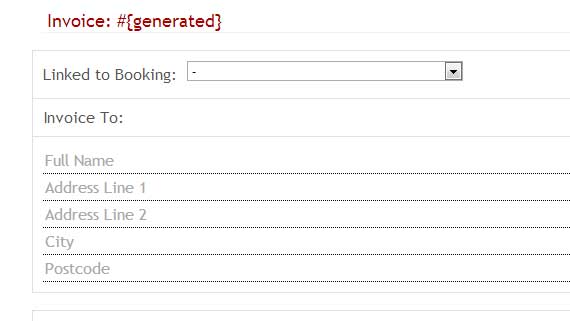 Invoice: #{generated}
Linked to Booking: -
Invoice To:
Full Name
Address Line 1
Address Line 2
City
Postcode